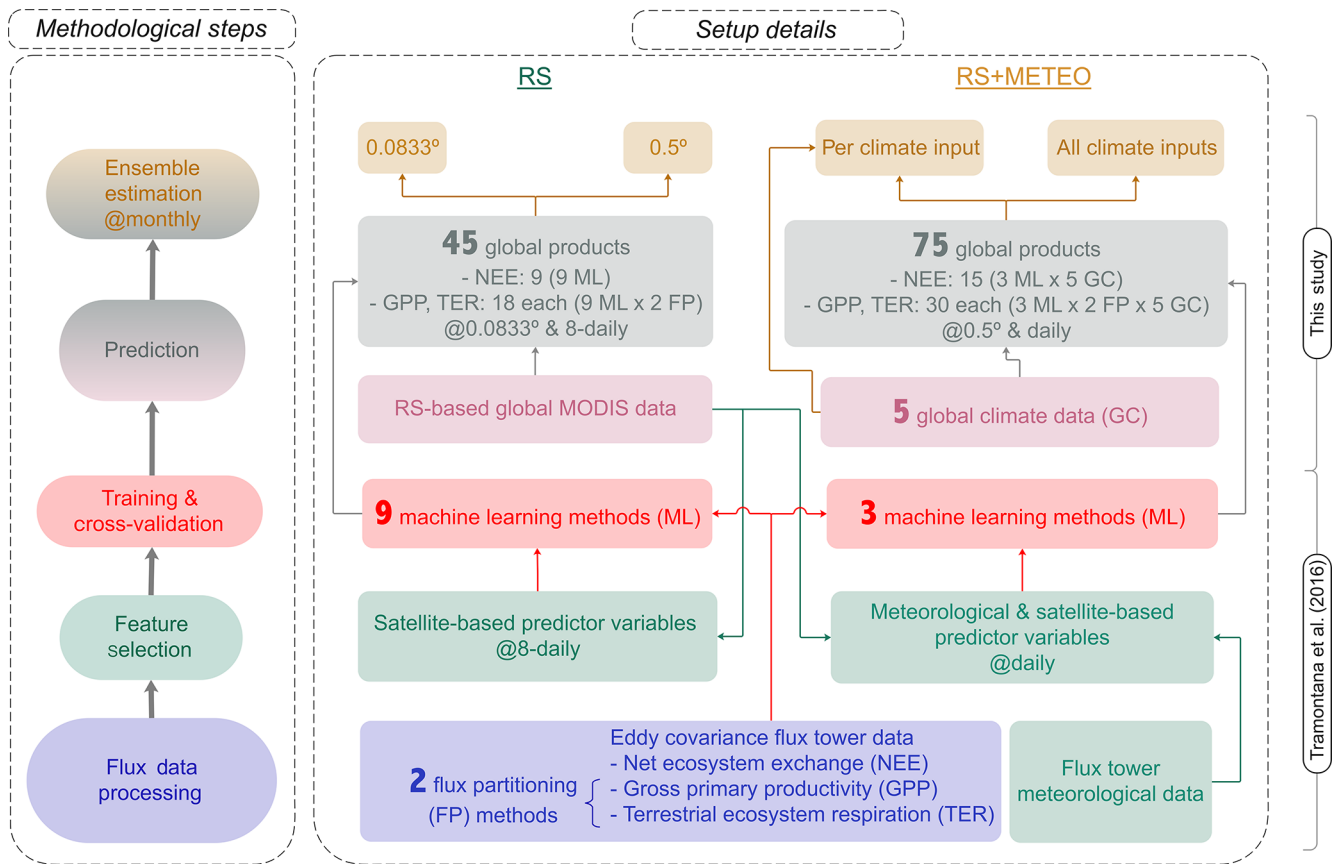 Methodological steps
Setup details
Ensemble
estimation
@monthly
Prediction
Training &
cross-validation
Feature
selection
Flux data
processing
RS
RS+METEO
0.0833º
0.5º
Per climate input
All climate inputs
45 global products
- NEE: 9 (9 ML)
- GPP, TER: 18 each (9 ML x 2 FP)
@0.0833º & 8-daily
75 global products
- NEE: 15 (3 ML x 5 GC)
- GPP, TER: 30 each (3 ML x 2 FP x 5 GC)
@0.5º & daily
RS-based global MODIS data
5 global climate data (GC)
9 machine learning methods (ML)
3 machine learning methods (ML)
Satellite-based predictor variables
@8-daily
Meteorological & satellite-based
predictor variables
@daily
2 flux partitioning
(FP) methods
Eddy covariance flux tower data
- Net ecosystem exchange (NEE)
- Gross primary productivity (GPP)
- Terrestrial ecosystem respiration (TER)
Flux tower
meteorological data
This study
Tramontana et al. (2016)